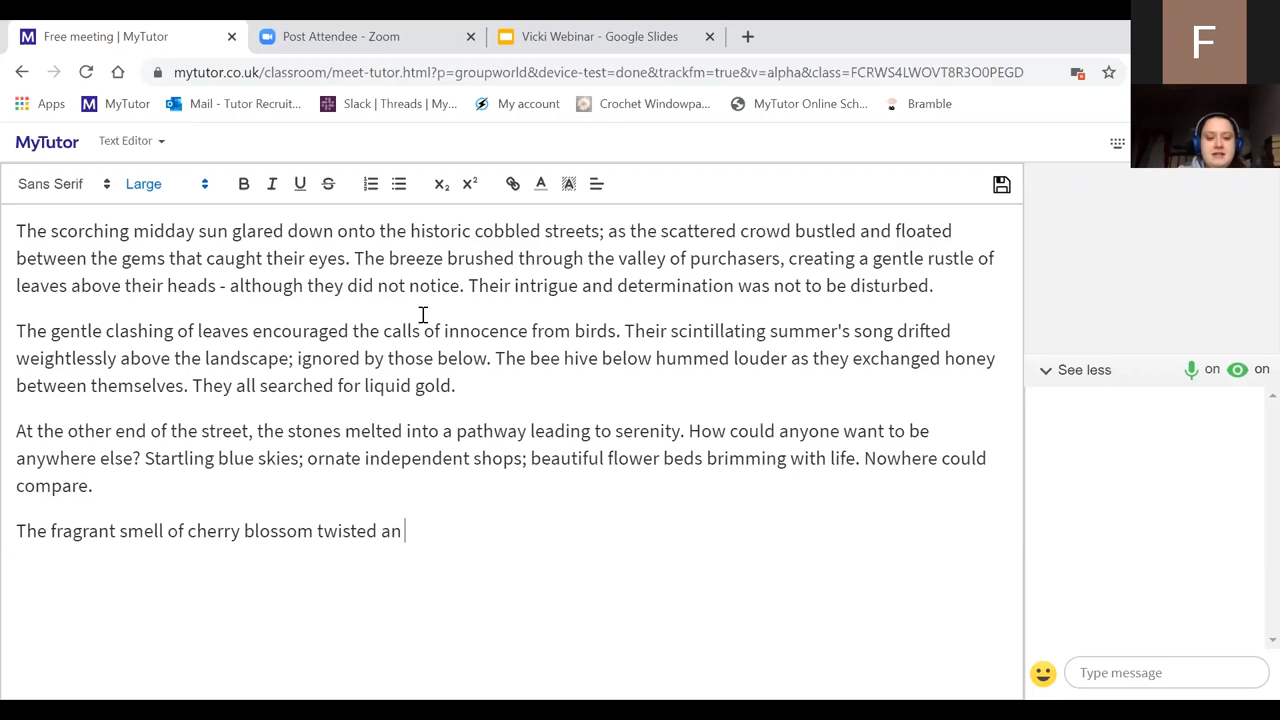 Free meeting | MyTutor
Post Attendee - Zoom
Vicki Webinar - Google Slides
F
mytutor.co.uk/classroom/meet-tutor.html?p=groupworld&device-test=done&trackfm=true&v=alpha&class=FCRWS4LWOVT8R3O0PEGD
Apps
MyTutor
Mail - Tutor Recruit...
Slack | Threads | My...
My account
Crochet Windowpa...
MyTutor Online Sch...
Bramble
MyTutor
Text Editor
Sans Serif
Large
B I U S
X₂ X²
A A
The scorching midday sun glared down onto the historic cobbled streets; as the scattered crowd bustled and floated
between the gems that caught their eyes. The breeze brushed through the valley of purchasers, creating a gentle rustle of
leaves above their heads - although they did not notice. Their intrigue and determination was not to be disturbed.
The gentle clashing of leaves encouraged the calls of innocence from birds. Their scintillating summer's song drifted
weightlessly above the landscape; ignored by those below. The bee hive below hummed louder as they exchanged honey
between themselves. They all searched for liquid gold.
At the other end of the street, the stones melted into a pathway leading to serenity. How could anyone want to be
anywhere else? Startling blue skies; ornate independent shops; beautiful flower beds brimming with life. Nowhere could
compare.
The fragrant smell of cherry blossom twisted an
See less
on
on
Type message